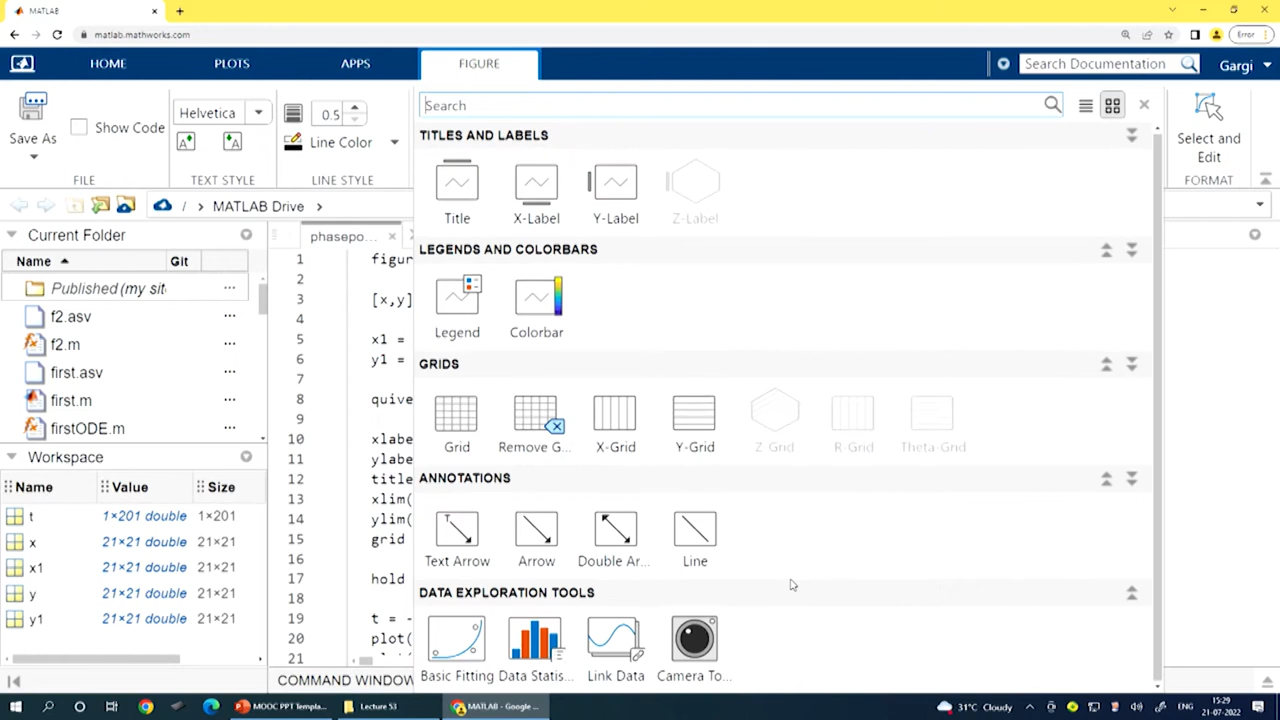 MATLAB
matlab.mathworks.com
Error
HOME
PLOTS
APPS
FIGURE
Search Documentation
Gargi
Save As
Show Code
FILE
Helvetica
TEXT STYLE
0.5
Line Color
LINE STYLE
Search
Select and
Edit
FORMAT
TITLES AND LABELS
Title
X-Label
Y-Label
Z-Label
LEGENDS AND COLORBARS
Legend
Colorbar
GRIDS
Grid
Remove G...
X-Grid
Y-Grid
Z-Grid
R-Grid
Theta-Grid
ANNOTATIONS
Text Arrow
Arrow
Double Ar...
Line
DATA EXPLORATION TOOLS
Basic Fitting
Data Statis...
Link Data
Camera To...
/ MATLAB Drive
Current Folder
Name
Git
Published (my sit
f2.asv
f2.m
first.asv
first.m
firstODE.m
Workspace
Name Value Size
t 1×201 double 1×201
x 21×21 double 21×21
x1 21×21 double 21×21
y 21×21 double 21×21
y1 21×21 double 21×21
phasepo...
1 figur
2
3 [x,y]
4
5 x1 =
6 y1 =
7
8 quive
9
10 xlabe
11 ylabe
12 title
13 xlim(
14 ylim(
15 grid
16
17 hold
18
19 t = -
20 plot(
21
COMMAND WINDOW
MOOC PPT Templa...
Lecture 53
MATLAB - Google ...
31°C Cloudy
ENG
15:29
21-07-2022